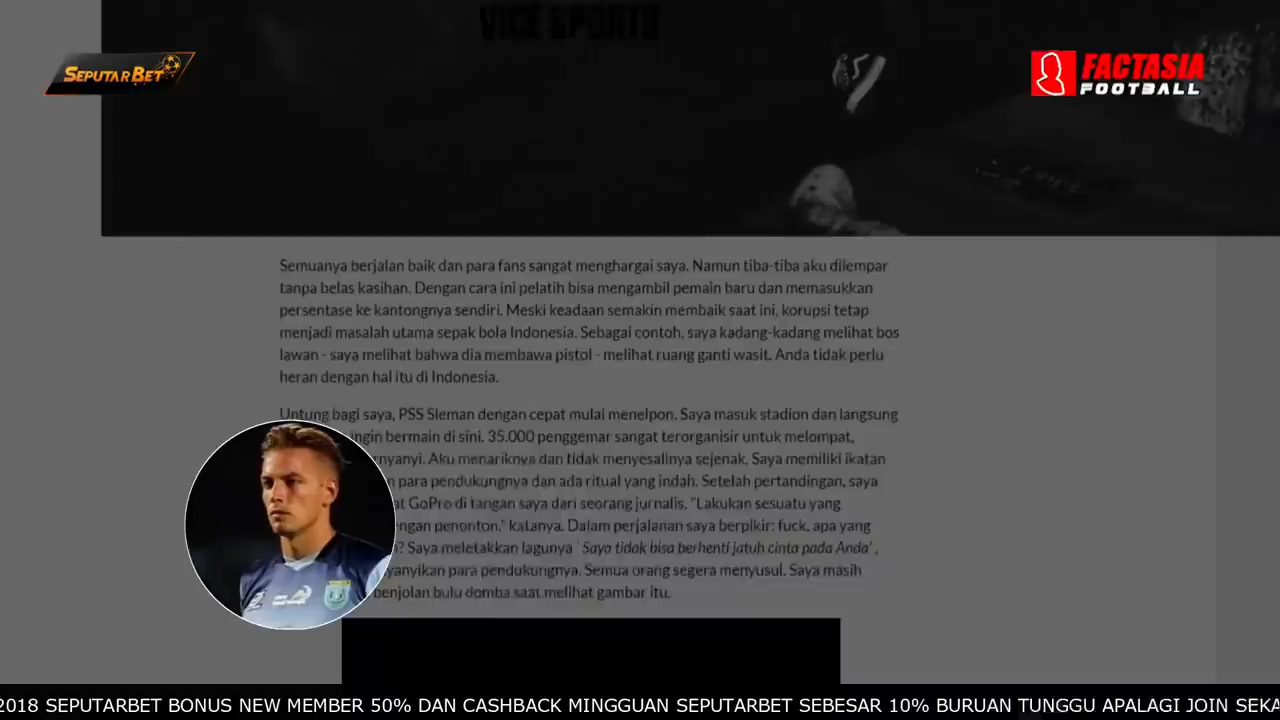 VICE SPORTS
SEPUTARBET
FACTASIA
FOOTBALL
Semuanya berjalan baik dan para fans sangat menghargai saya. Namun tiba-tiba aku dilempar
tanpa belas kasihan. Dengan cara ini pelatih bisa mengambil pemain baru dan memasukkan
persentase ke kantongnya sendiri. Meski keadaan semakin membaik saat ini, korupsi tetap
menjadi masalah utama sepak bola Indonesia. Sebagai contoh, saya kadang-kadang melihat bos
lawan - saya melihat bahwa dia membawa pistol - melihat ruang ganti wasit. Anda tidak perlu
heran dengan hal itu di Indonesia.
Untung bagi saya, PSS Sleman dengan cepat mulai menelpon. Saya masuk stadion dan langsung
ingin bermain di sini. 35.000 penggemar sangat terorganisir untuk melompat,
rnyanyi. Aku menariknya dan tidak menyesalinya sejenak. Saya memiliki ikatan
para pendukungnya dan ada ritual yang indah. Setelah pertandingan, saya
at GoPro di tangan saya dari seorang jurnalis. "Lakukan sesuatu yang
engan penonton," katanya. Dalam perjalanan saya berpikir: fuck, apa yang
? Saya meletakkan lagunya ' Saya tidak bisa berhenti jatuh cinta pada Anda' ,
yanyikan para pendukungnya. Semua orang segera menyusul. Saya masih
benjolan bulu domba saat melihat gambar itu.
2018 SEPUTARBET BONUS NEW MEMBER 50% DAN CASHBACK MINGGUAN SEPUTARBET SEBESAR 10% BURUAN TUNGGU APALAGI JOIN SEKA